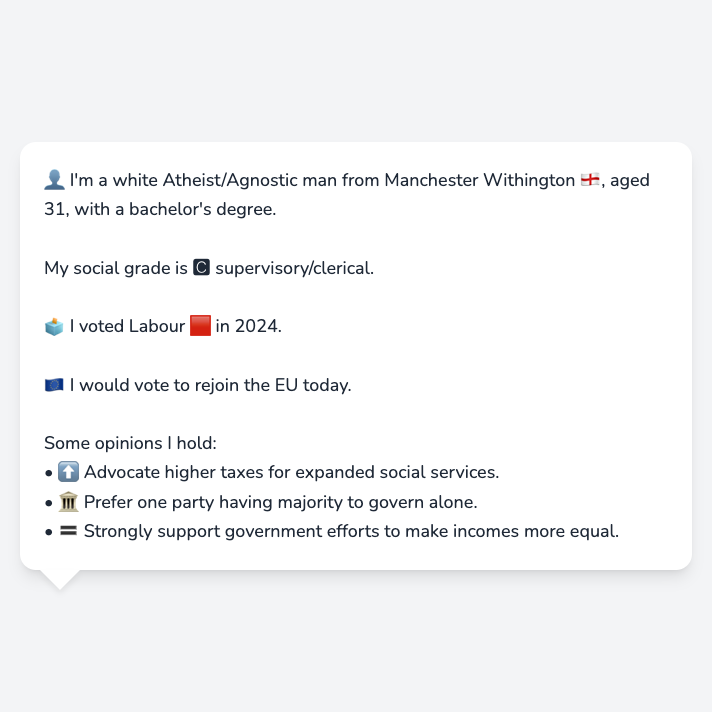 👤 I'm a white Atheist/Agnostic man from Manchester Withington 🏴󠁧󠁢󠁥󠁮󠁧󠁿, aged
31, with a bachelor's degree.
My social grade is 🅲 supervisory/clerical.
🗳️ I voted Labour 🟥 in 2024.
🇪🇺 I would vote to rejoin the EU today.
Some opinions I hold:
• ⬆️ Advocate higher taxes for expanded social services.
• 🏛️ Prefer one party having majority to govern alone.
• 🟰 Strongly support government efforts to make incomes more equal.